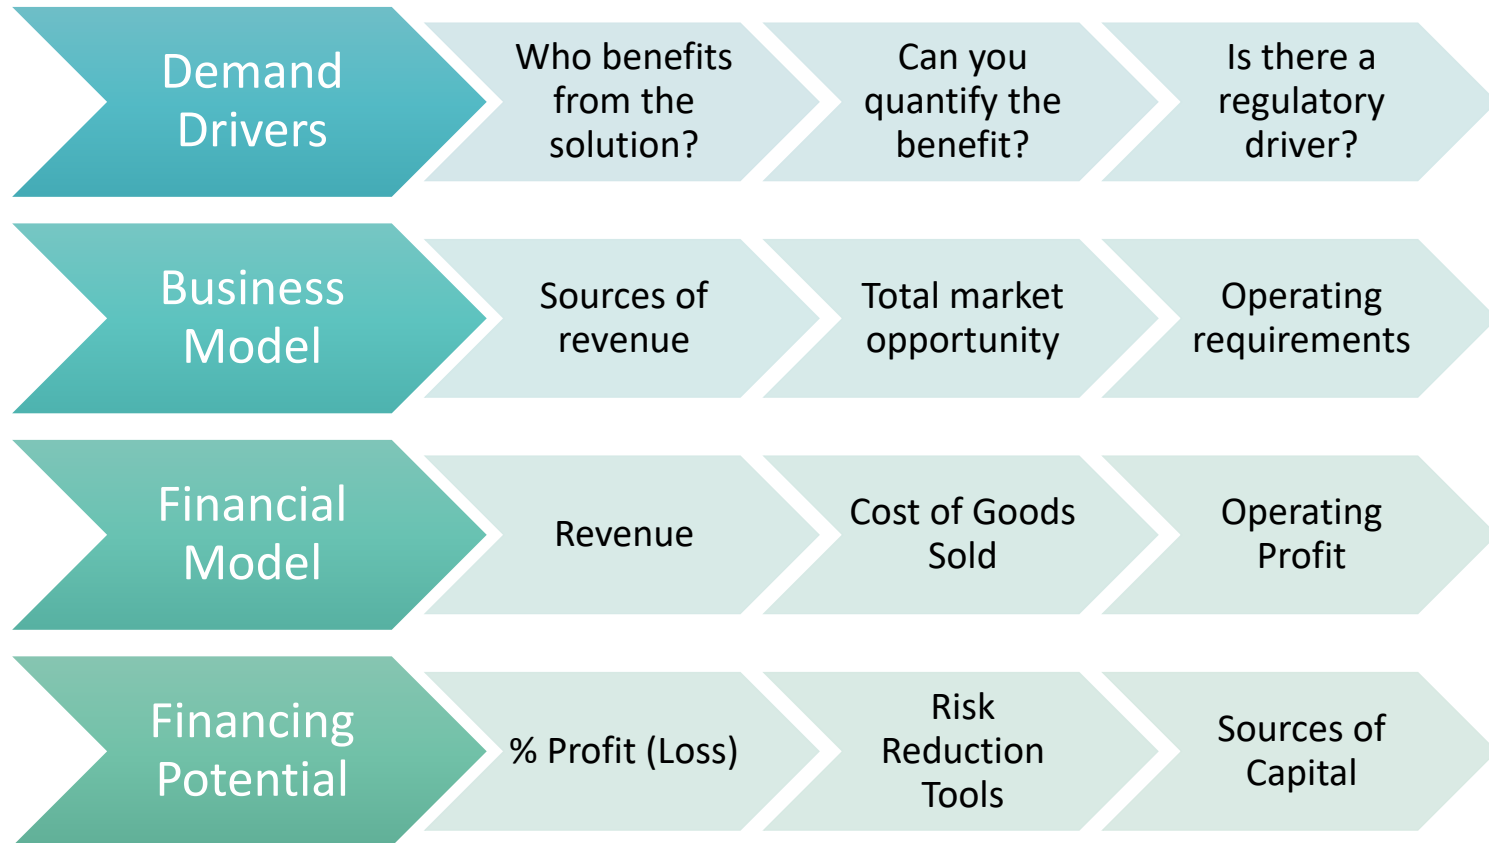 Demand
Drivers
Who benefits
from the
solution?
Can you
quantify the
benefit?
Is there a
regulatory
driver?
Business
Model
Sources of
revenue
Total market
opportunity
Operating
requirements
Financial
Model
Revenue
Cost of Goods
Sold
Operating
Profit
Financing
Potential
% Profit (Loss)
Risk
Reduction
Tools
Sources of
Capital